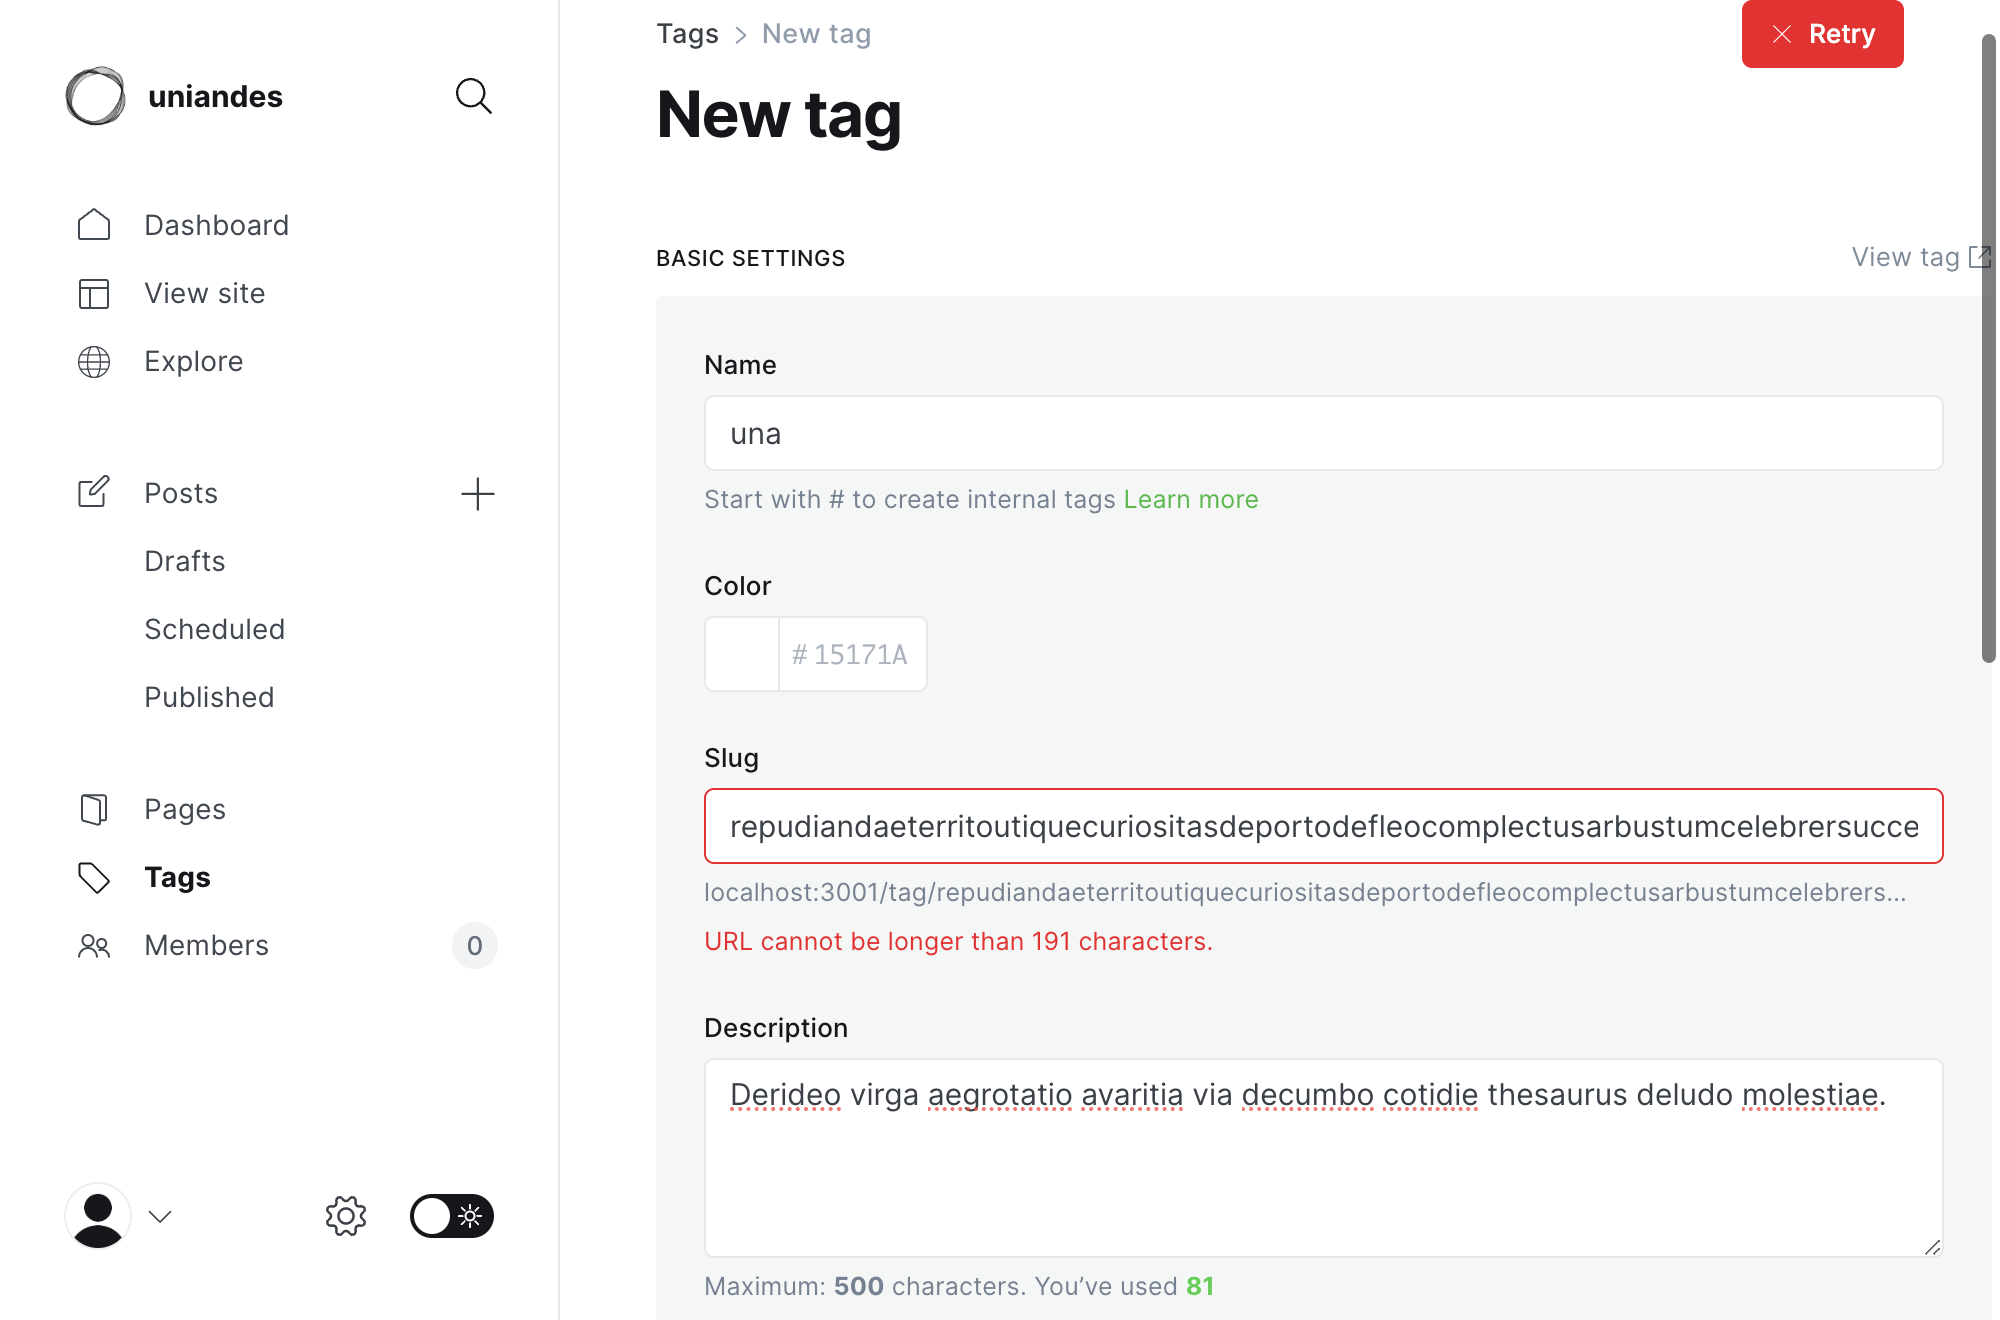 uniandes
Dashboard
View site
Explore
Posts
Drafts
Scheduled
Published
Pages
Tags
Members
0
Tags > New tag
Retry
New tag
BASIC SETTINGS
View tag
Name
una
Start with # to create internal tags Learn more
Color
# 15171A
Slug
repudiandaeterritoutiquecuriositasdeportodefleocomplectusarbustumcelebrersucce
localhost:3001/tag/repudiandaeterritoutiquecuriositasdeportodefleocomplectusarbustumcelebrers...
URL cannot be longer than 191 characters.
Description
Derideo virga aegrotatio avaritia via decumbo cotidie thesaurus deludo molestiae.
Maximum: 500 characters. You’ve used 81